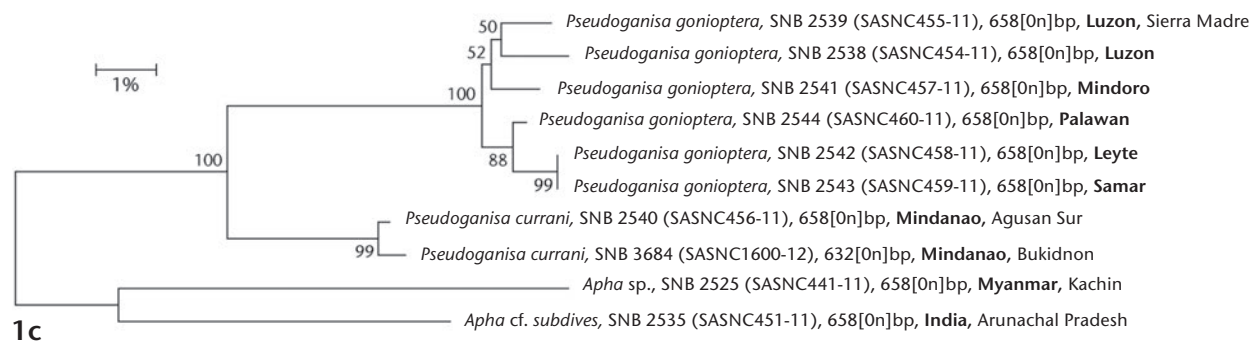 50 Pseudoganisa gonioptera, SNB 2539 (SASNC455-11), 658[0n]bp, Luzon, Sierra Madre
52 Pseudoganisa gonioptera, SNB 2538 (SASNC454-11), 658[0n]bp, Luzon
1%
100 Pseudoganisa gonioptera, SNB 2541 (SASNC457-11), 658[0n]bp, Mindoro
Pseudoganisa gonioptera, SNB 2544 (SASNC460-11), 658[0n]bp, Palawan
100 88 Pseudoganisa gonioptera, SNB 2542 (SASNC458-11), 658[0n]bp, Leyte
99 Pseudoganisa gonioptera, SNB 2543 (SASNC459-11), 658[0n]bp, Samar
Pseudoganisa currani, SNB 2540 (SASNC456-11), 658[0n]bp, Mindanao, Agusan Sur
99 Pseudoganisa currani, SNB 3684 (SASNC1600-12), 632[0n]bp, Mindanao, Bukidnon
Apha sp., SNB 2525 (SASNC441-11), 658[0n]bp, Myanmar, Kachin
Apha cf. subdives, SNB 2535 (SASNC451-11), 658[0n]bp, India, Arunachal Pradesh
1c